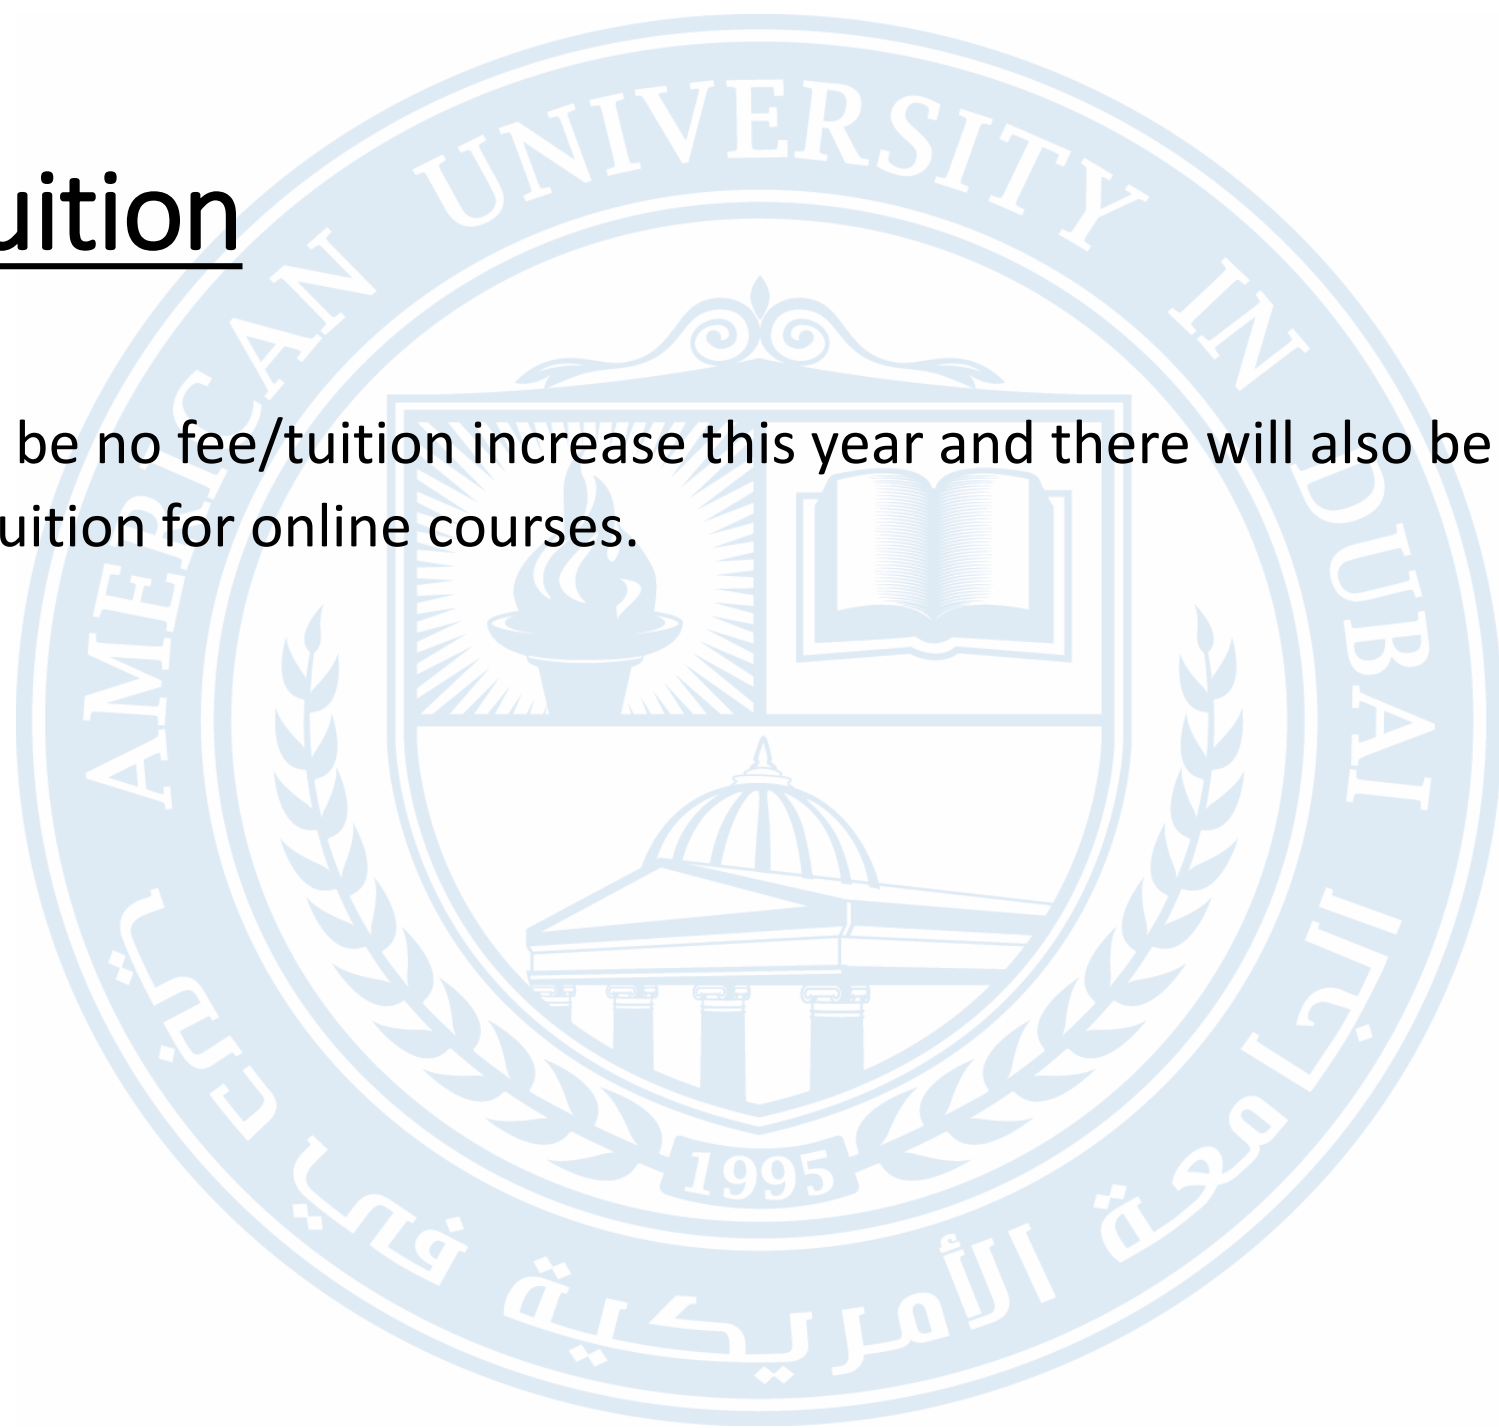 AMERICAN UNIVERSITY IN DUBAI
uition
be no fee/tuition increase this year and there will also be
uition for online courses.
1995
الجامعة الأمريكية في دبي